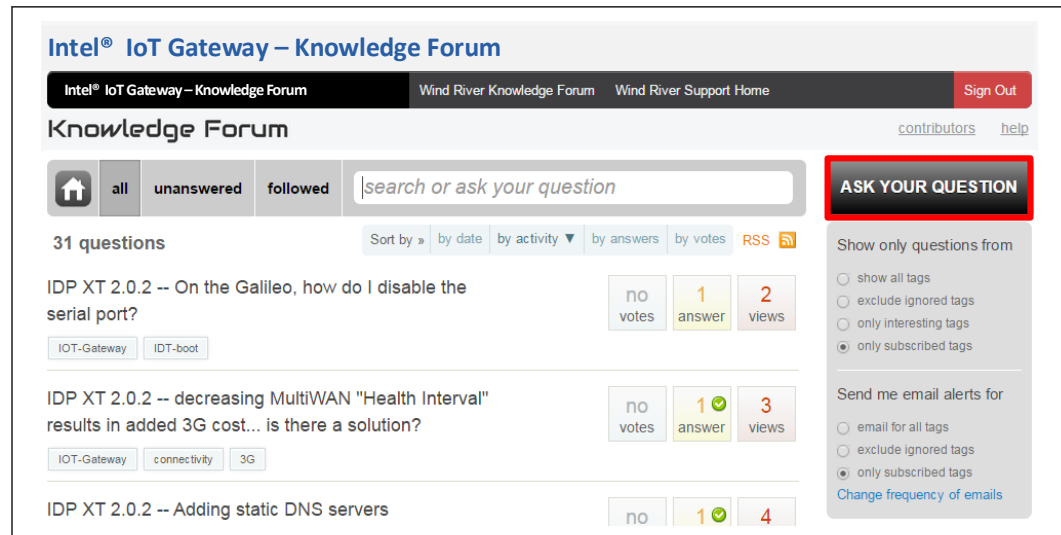 Intel® IoT Gateway – Knowledge Forum
Intel® IoT Gateway – Knowledge Forum Wind River Knowledge Forum Wind River Support Home Sign Out
Knowledge Forum contributors help
all unanswered followed search or ask your question ASK YOUR QUESTION
31 questions Sort by » by date by activity ▼ by answers by votes RSS
Show only questions from
show all tags
exclude ignored tags
only interesting tags
only subscribed tags
Send me email alerts for
email for all tags
exclude ignored tags
only subscribed tags
Change frequency of emails
IDP XT 2.0.2 -- On the Galileo, how do I disable the
serial port?
no votes 1 answer 2 views
IOT-Gateway IDT-boot
IDP XT 2.0.2 -- decreasing MultiWAN "Health Interval"
results in added 3G cost... is there a solution?
no votes 1 answer 3 views
IOT-Gateway connectivity 3G
IDP XT 2.0.2 -- Adding static DNS servers
no 1 4